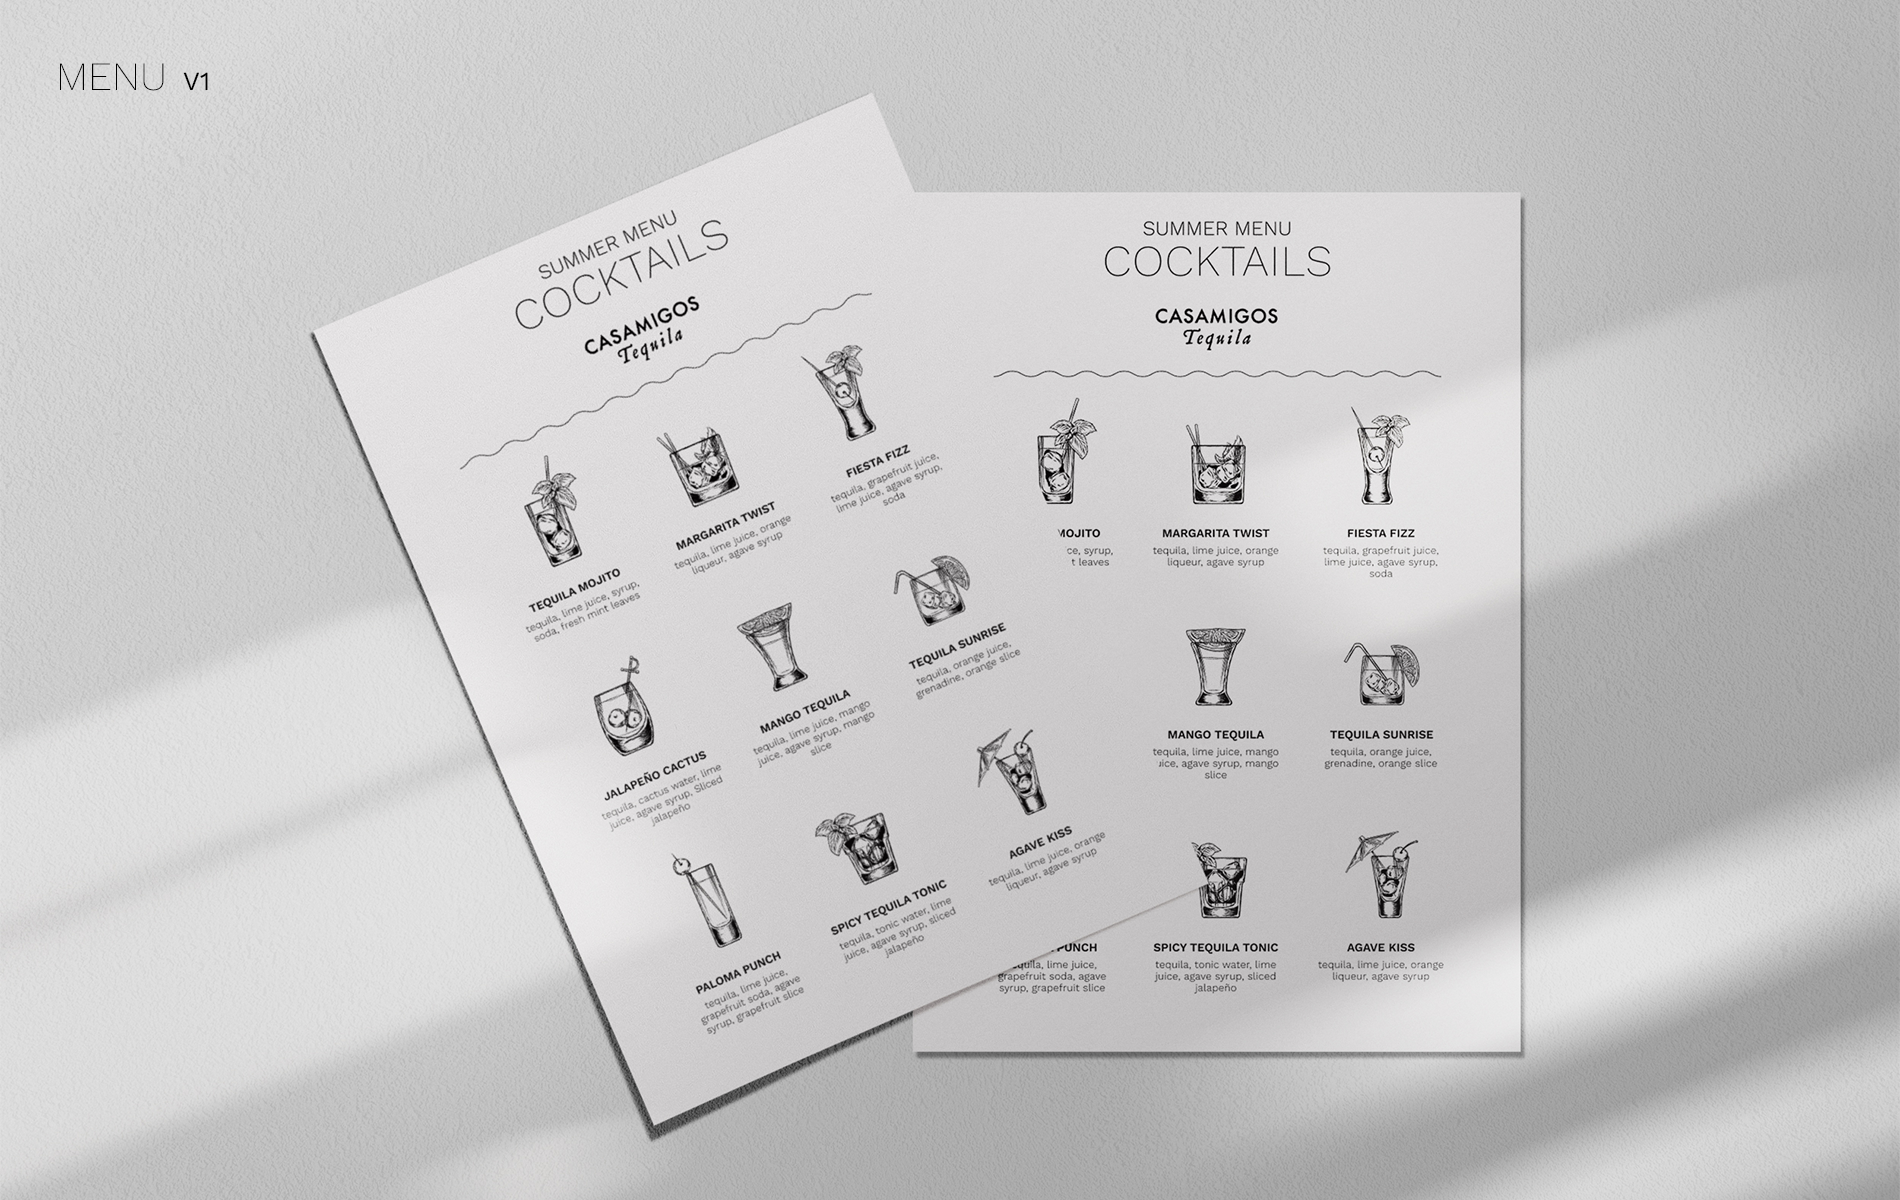 MENU V1
SUMMER MENU
COCKTAILS
CASAMIGOS
Tequila
TEQUILA MOJITO
tequila, lime juice, syrup,
soda, fresh mint leaves
MARGARITA TWIST
tequila, lime juice, orange
liqueur, agave syrup
FIESTA FIZZ
tequila, grapefruit juice,
lime juice, agave syrup,
soda
JALAPEÑO CACTUS
tequila, cactus water, lime
juice, agave syrup, Sliced
jalapeño
MANGO TEQUILA
tequila, lime juice, mango
juice, agave syrup, mango
slice
TEQUILA SUNRISE
tequila, orange juice,
grenadine, orange slice
PALOMA PUNCH
tequila, lime juice,
grapefruit soda, agave
syrup, grapefruit slice
SPICY TEQUILA TONIC
tequila, tonic water, lime
juice, agave syrup, sliced
jalapeño
AGAVE KISS
tequila, lime juice, orange
liqueur, agave syrup
SUMMER MENU
COCKTAILS
CASAMIGOS
Tequila
MOJITO
ce, syrup,
t leaves
MARGARITA TWIST
tequila, lime juice, orange
liqueur, agave syrup
FIESTA FIZZ
tequila, grapefruit juice,
lime juice, agave syrup,
soda
MANGO TEQUILA
tequila, lime juice, mango
uice, agave syrup, mango
slice
TEQUILA SUNRISE
tequila, orange juice,
grenadine, orange slice
PUNCH
tequila, lime juice,
grapefruit soda, agave
syrup, grapefruit slice
SPICY TEQUILA TONIC
tequila, tonic water, lime
juice, agave syrup, sliced
jalapeño
AGAVE KISS
tequila, lime juice, orange
liqueur, agave syrup